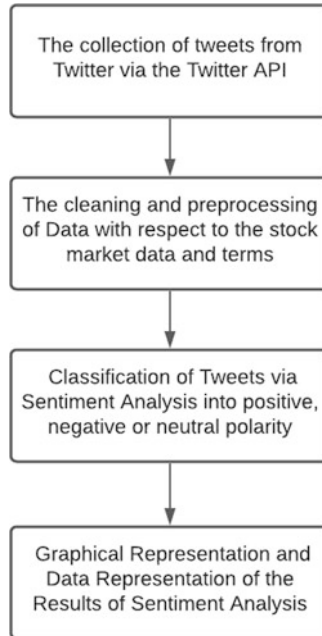 The collection of tweets from
Twitter via the Twitter API
The cleaning and preprocessing
of Data with respect to the stock
market data and terms
Classification of Tweets via
Sentiment Analysis into positive,
negative or neutral polarity
Graphical Representation and
Data Representation of the
Results of Sentiment Analysis